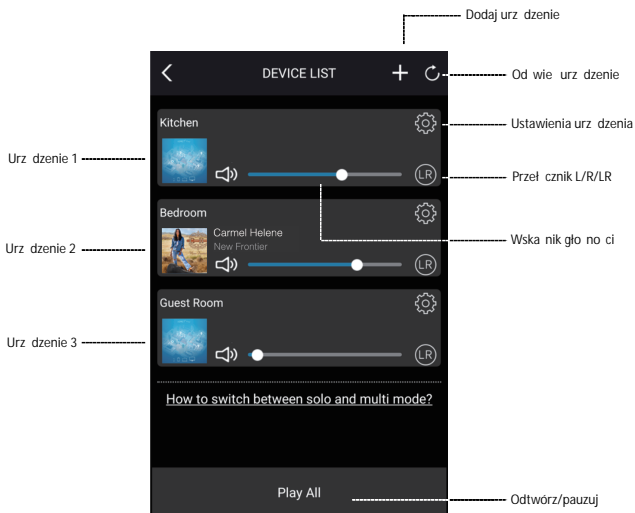 Dodaj urz dzenie
DEVICE LIST
Od wie urz dzenie
Kitchen
Ustawienia urz dzenia
Urz dzenie 1
LR
Przeł cznik L/R/LR
Bedroom
Carmel Helene
New Frontier
Wska nik gło no ci
Urz dzenie 2
LR
Guest Room
Urz dzenie 3
LR
How to switch between solo and multi mode?
Play All
Odtwórz/pauzuj